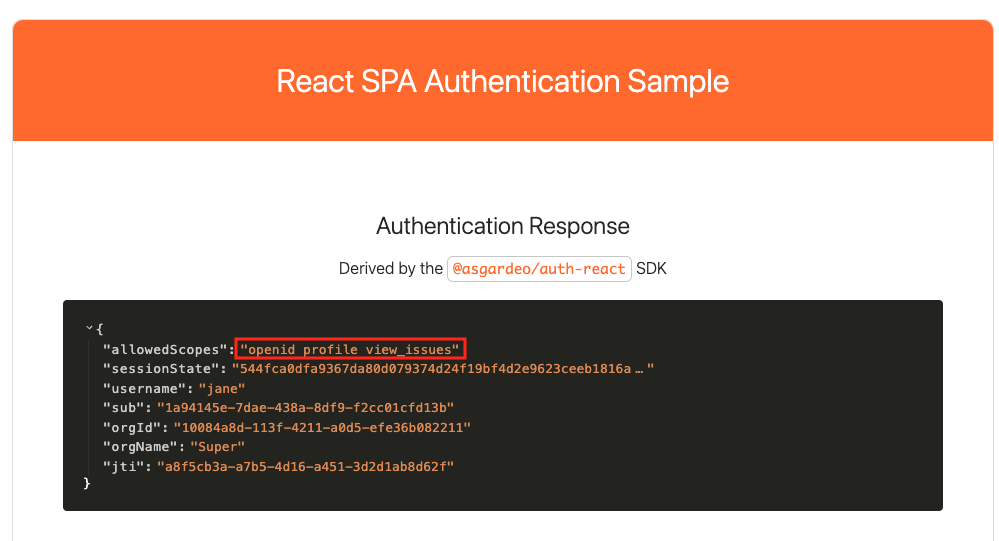 React SPA Authentication Sample
Authentication Response
Derived by the @asgardeo/auth-react SDK
{
"allowedScopes": "openid profile view_issues"
"sessionState": "544fca0dfa9367da80d079374d24f19bf4d2e9623ceeb1816a…"
"username": "jane"
"sub": "1a94145e-7dae-438a-8df9-f2cc01cfd13b"
"orgId": "10084a8d-113f-4211-a0d5-efe36b082211"
"orgName": "Super"
"jti": "a8f5cb3a-a7b5-4d16-a451-3d2d1ab8d62f"
}